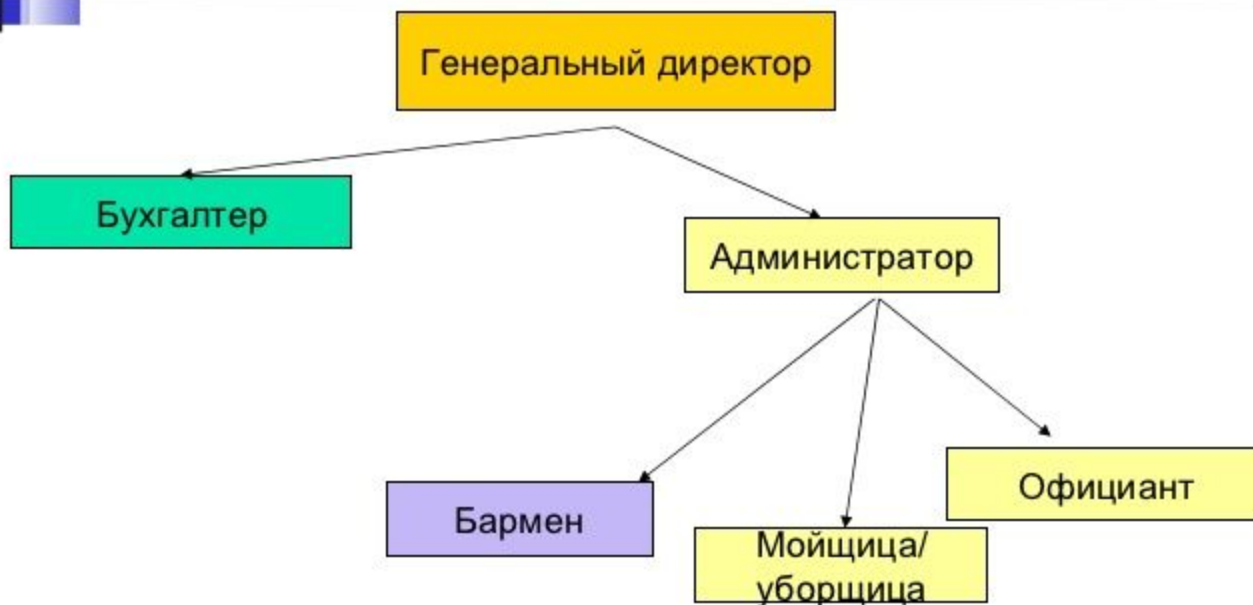 Генеральный директор
Бухгалтер
Администратор
Официант
Бармен
Мойщица/
уборщица